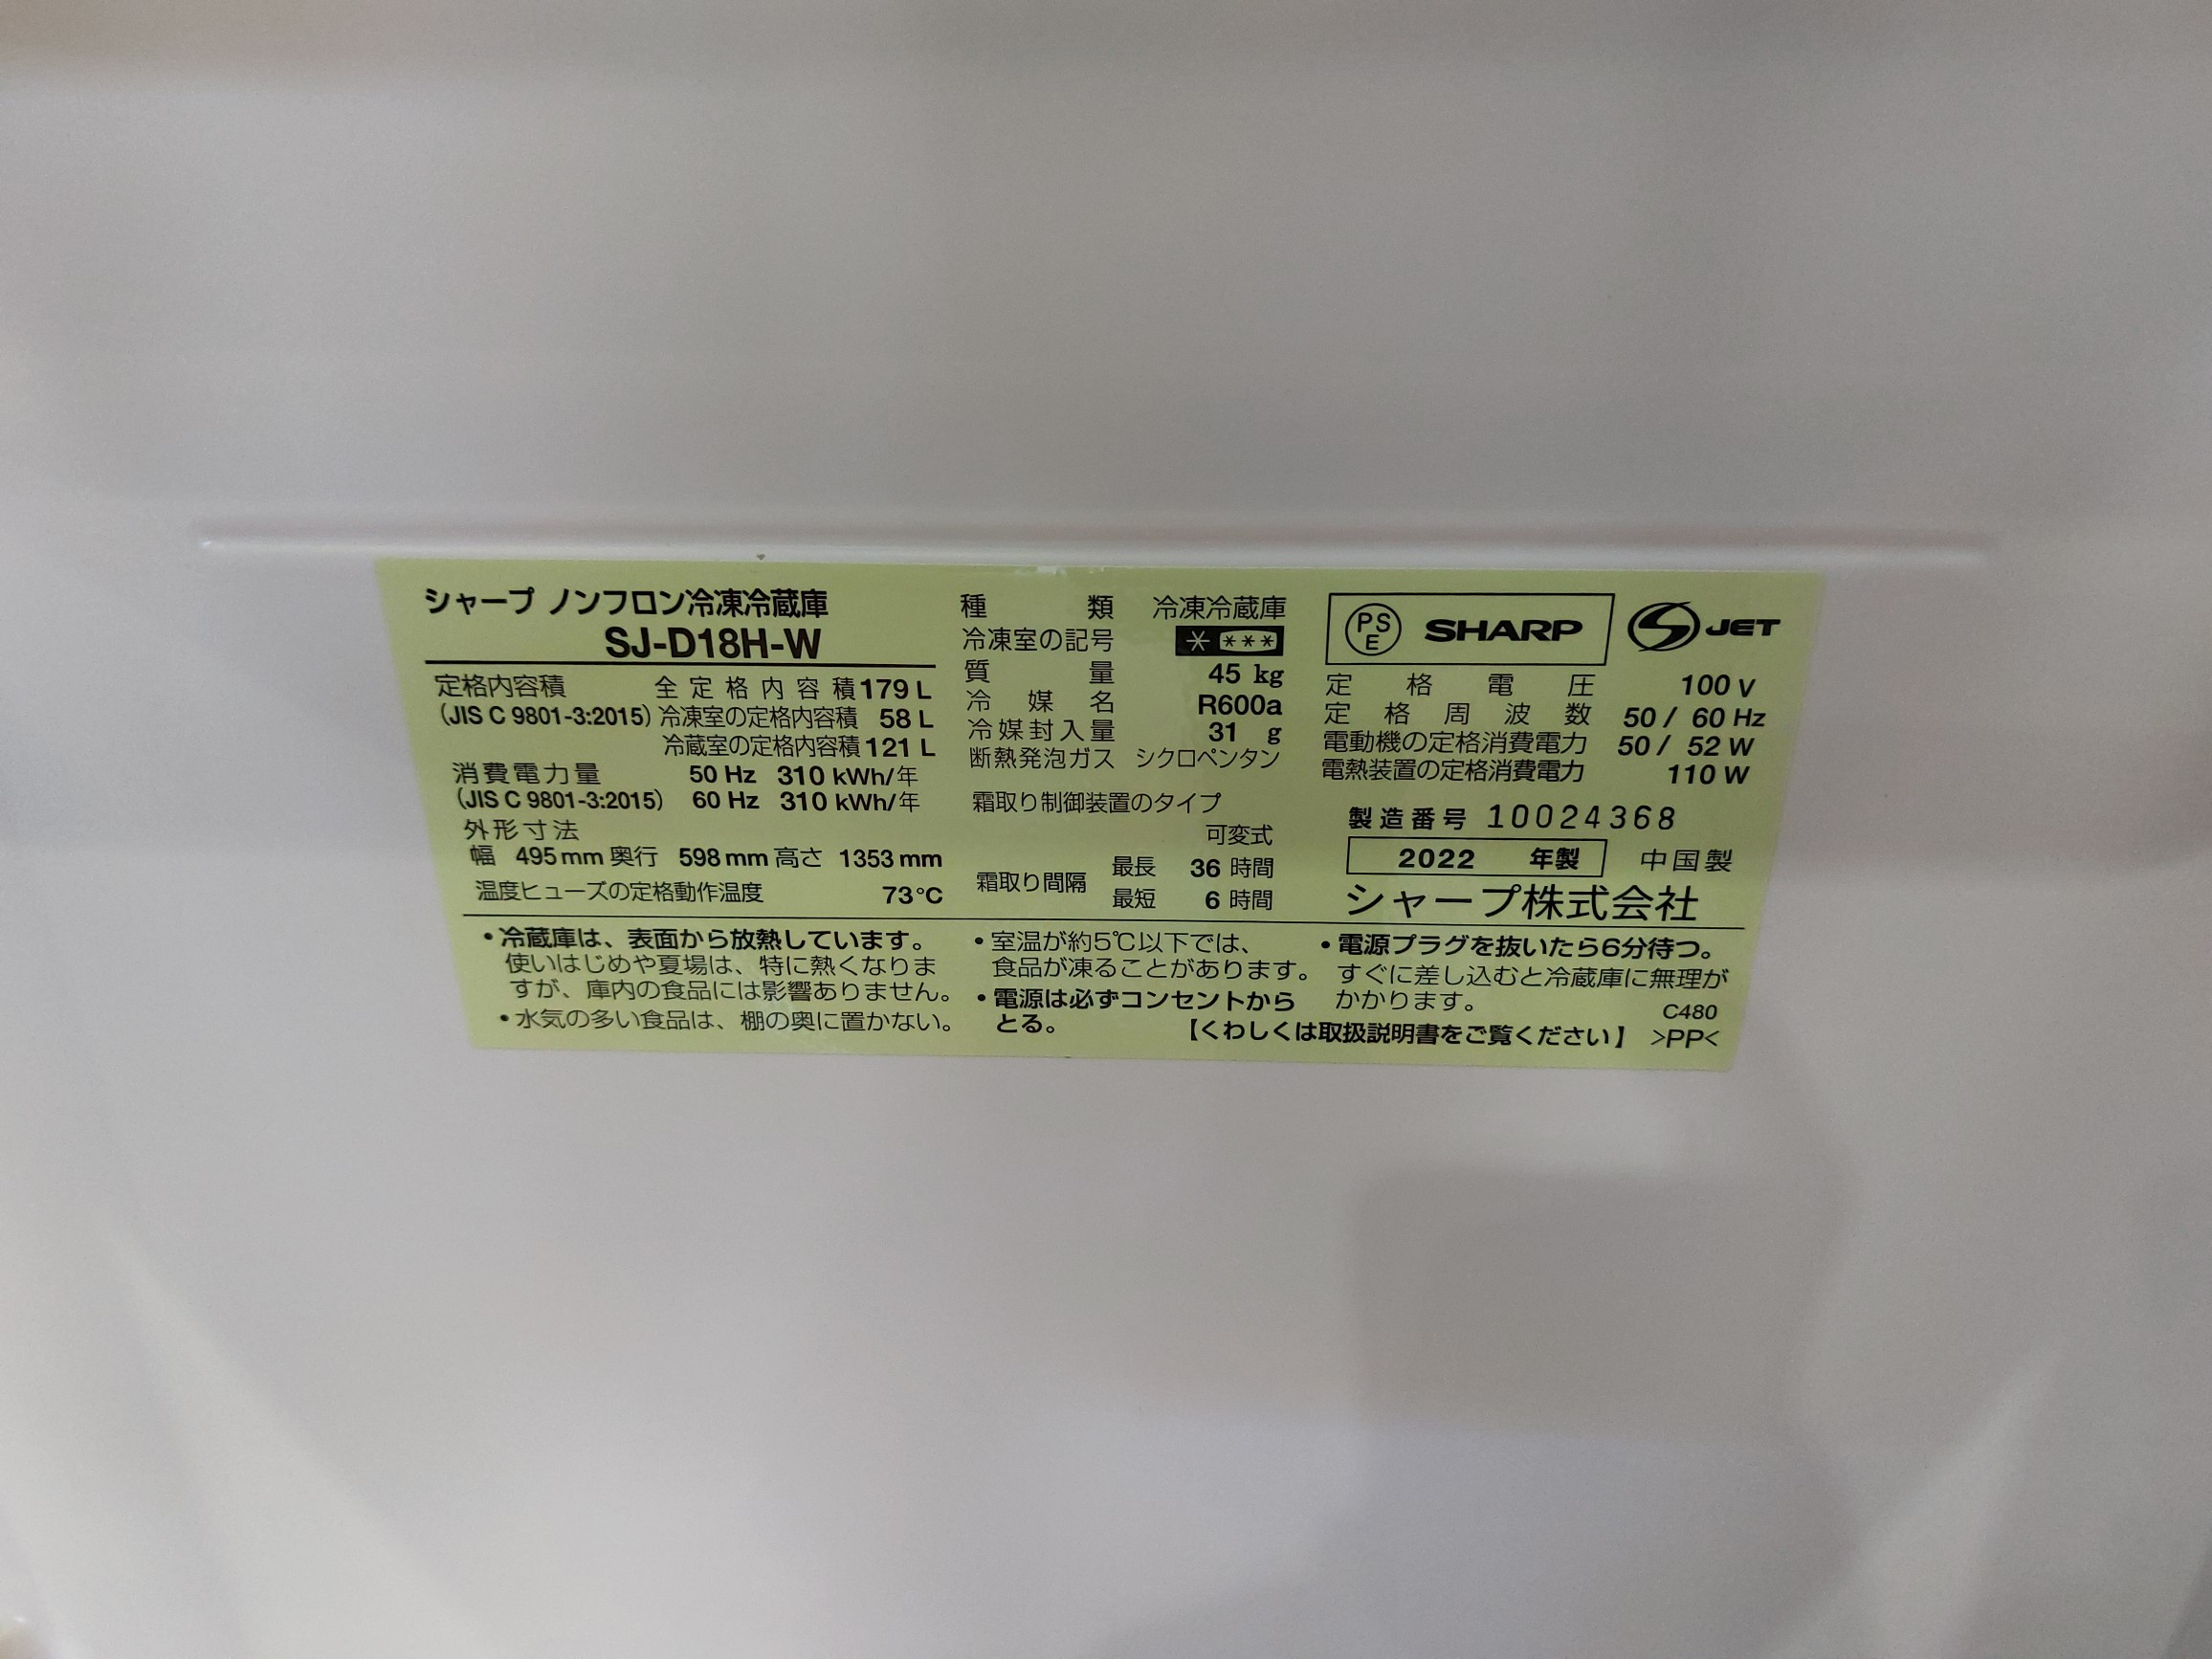 シャープ ノンフロン冷凍冷蔵庫
SJ-D18H-W
定格内容積 全定格内容積 179 L
(JIS C 9801-3:2015) 冷凍室の定格内容積 58 L
冷蔵室の定格内容積 121 L
消費電力量 50 Hz 310 kWh/年
(JIS C 9801-3:2015) 60 Hz 310 kWh/年
外形寸法
幅 495 mm 奥行 598 mm 高さ 1353 mm
温度ヒューズの定格動作温度 73℃
種類 冷凍冷蔵庫
冷凍室の記号 * ***
質量 45 kg
冷媒名 R600a
冷媒封入量 31 g
断熱発泡ガス シクロペンタン
霜取り制御装置のタイプ
可変式
霜取り間隔 最長 36 時間
最短 6 時間
PSE SHARP JET
定格電圧 100 V
定格周波数 50 / 60 Hz
電動機の定格消費電力 50 / 52 W
電熱装置の定格消費電力 110 W
製造番号 10024368
2022 年製 中国製
シャープ株式会社
・冷蔵庫は、表面から放熱しています。
使いはじめや夏場は、特に熱くなりま
すが、庫内の食品には影響ありません。
・水気の多い食品は、棚の奥に置かない。
・室温が約5℃以下では、
食品が凍ることがあります。
・電源は必ずコンセントから
とる。
・電源プラグを抜いたら6分待つ。
すぐに差し込むと冷蔵庫に無理が
かかります。
C480
【くわしくは取扱説明書をご覧ください】 >PP<